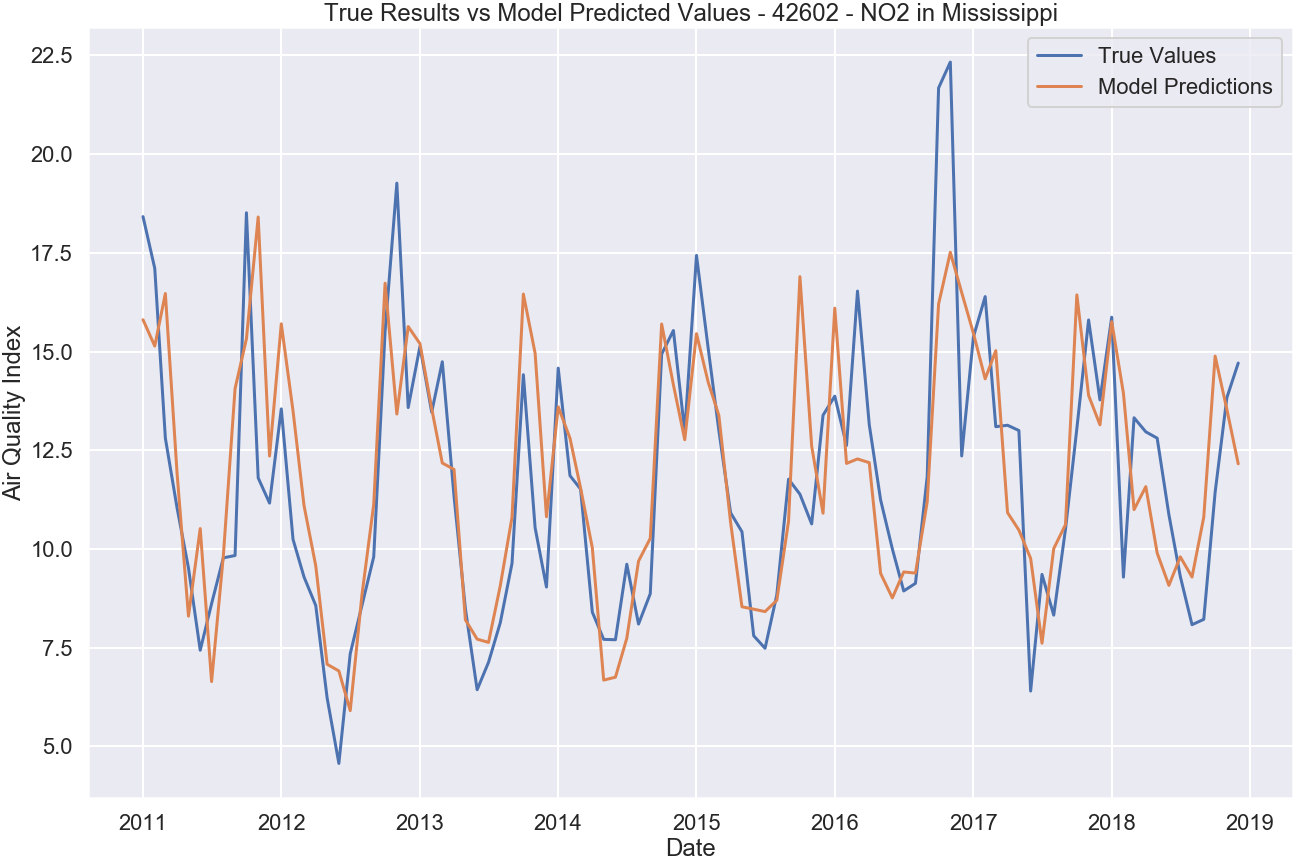 True Results vs Model Predicted Values - 42602 - NO2 in Mississippi
True Values
Model Predictions
Air Quality Index
22.5
20.0
17.5
15.0
12.5
10.0
7.5
5.0
2011 2012 2013 2014 2015 2016 2017 2018 2019
Date